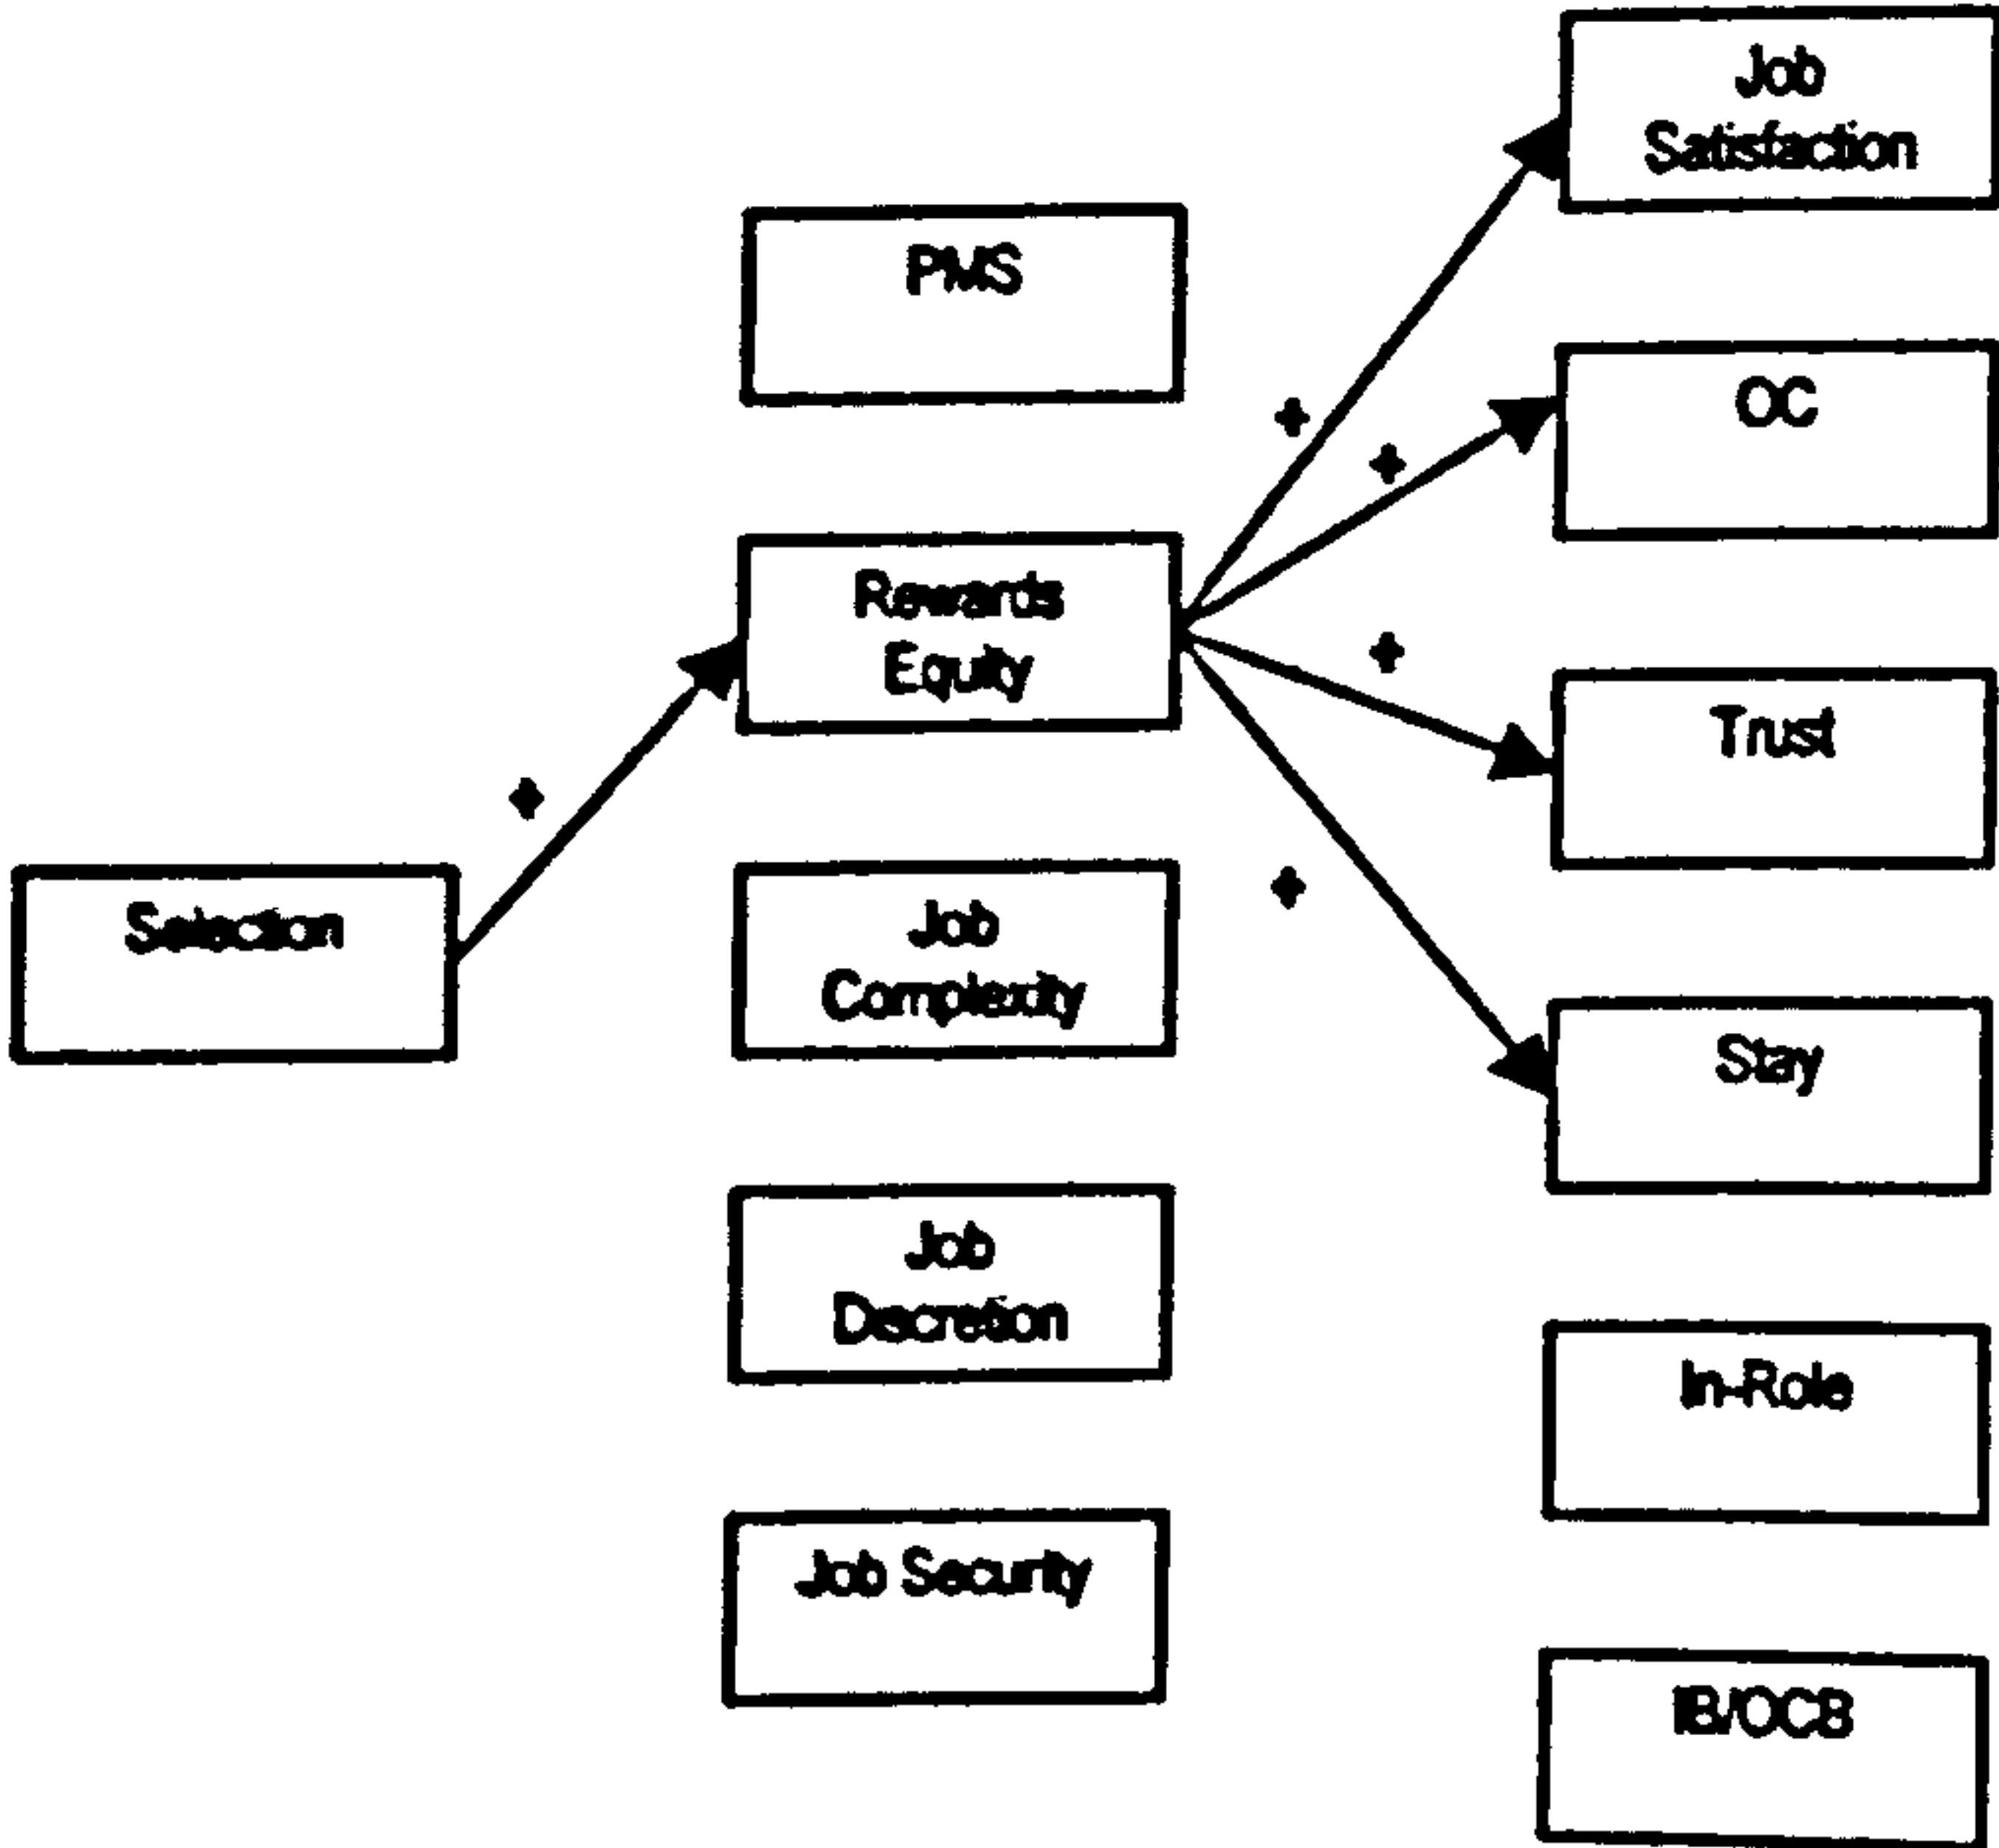 Job
Satisfaction
PMS
+
OC
+
Rewards
Equity
+
Trust
+
Selection
Job
Complexity
+
Stay
Job
Discretion
In-Role
Job Security
IB/OCB